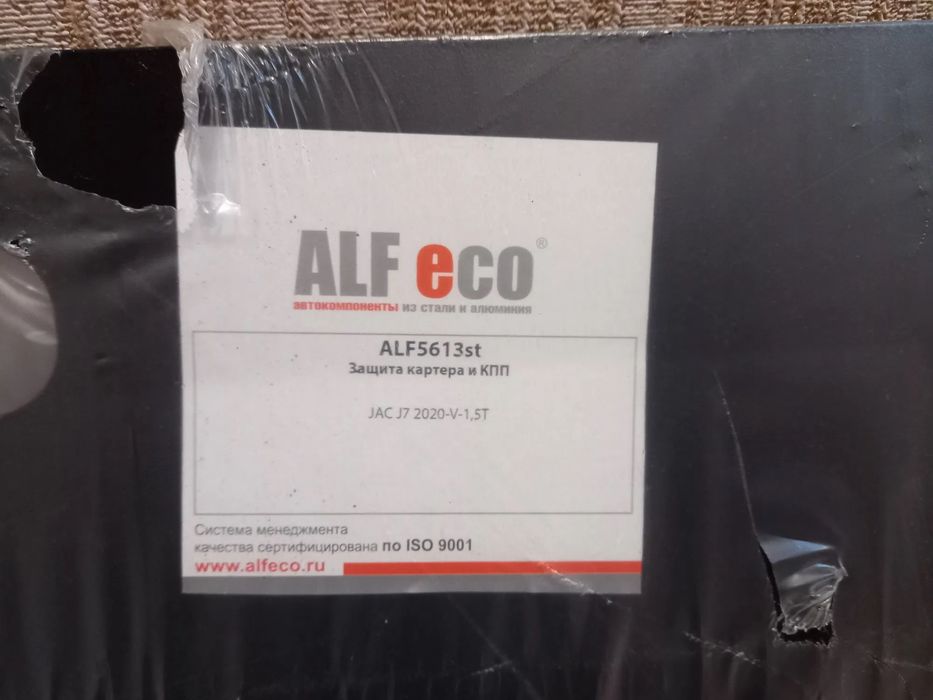 ALF eco®
автокомпоненты из стали и алюминия
ALF5613st
Защита картера и КПП
JAC J7 2020-V-1,5T
Система менеджмента
качества сертифицирована по ISO 9001
www.alfeco.ru